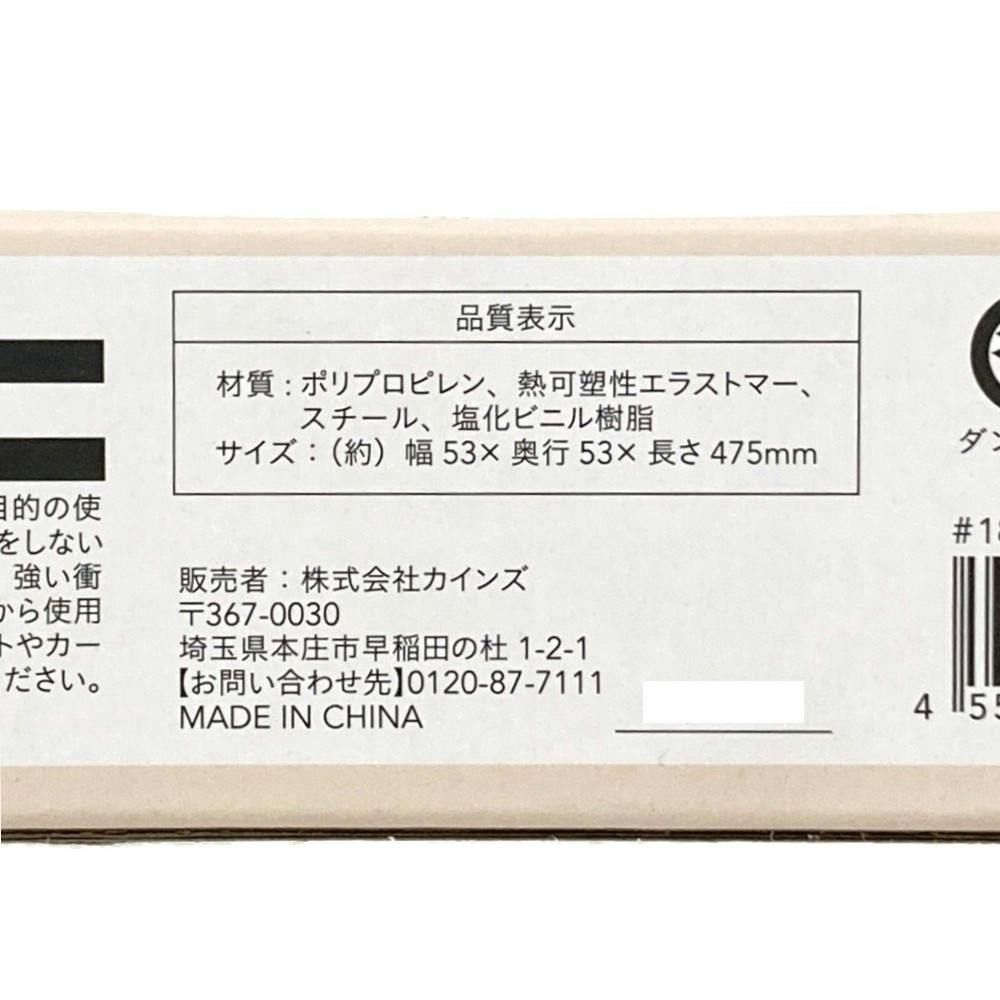 品質表示
材質：ポリプロピレン、熱可塑性エラストマー、
スチール、塩化ビニル樹脂
サイズ：（約）幅 53× 奥行 53× 長さ 475mm
目的の使
をしない
強い衝
から使用
トやカー
ださい。
販売者：株式会社カインズ
〒367-0030
埼玉県本庄市早稲田の杜 1-2-1
【お問い合わせ先】0120-87-7111
MADE IN CHINA
ダン
#18
4 55